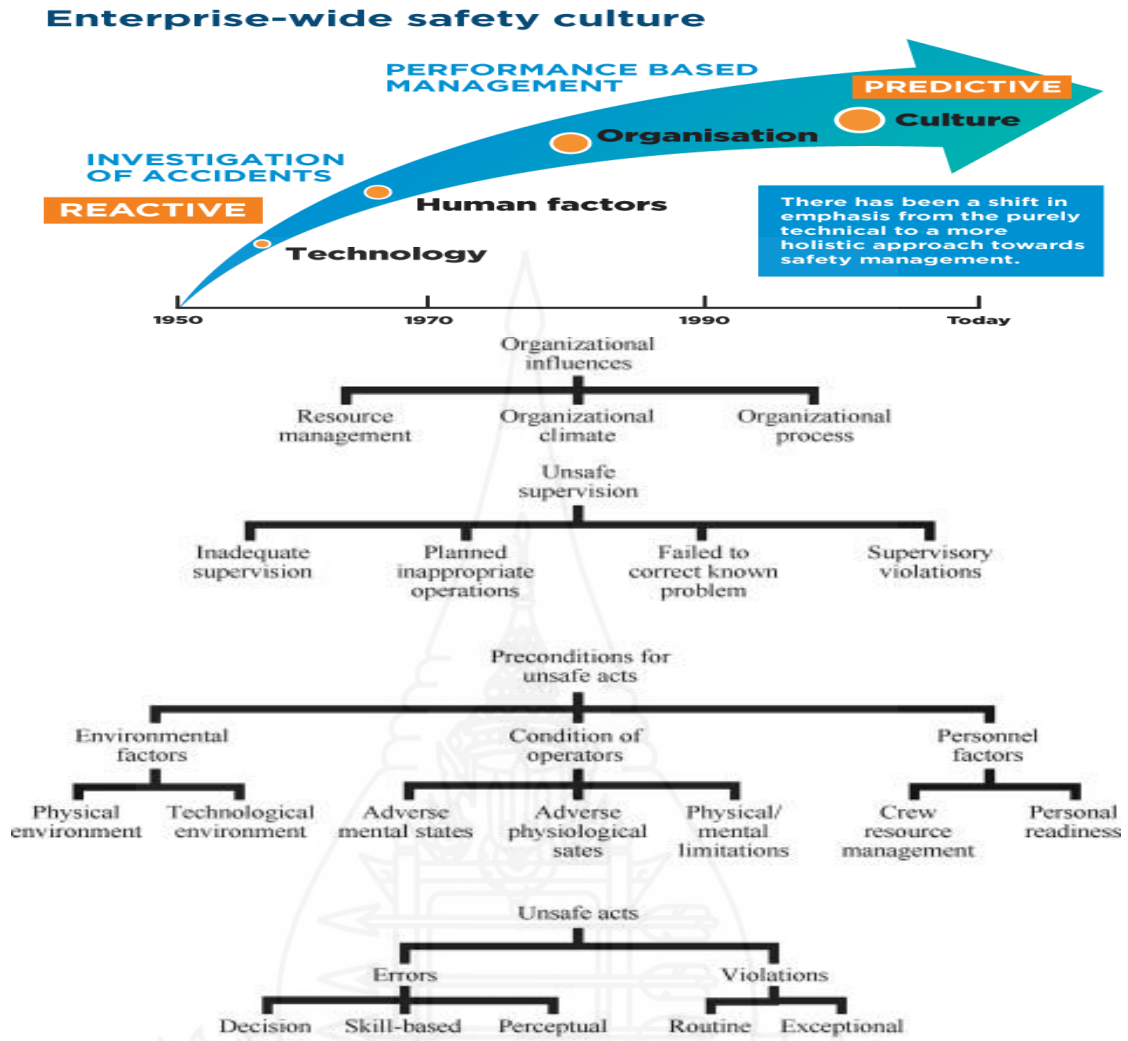 Enterprise-wide safety culture
PERFORMANCE BASED
MANAGEMENT
PREDICTIVE
Culture
Organisation
INVESTIGATION
OF ACCIDENTS
REACTIVE
Human factors
Technology
There has been a shift in
emphasis from the purely
technical to a more
holistic approach towards
safety management.
1950 1970 1990 Today
Organizational
influences
Resource
management
Organizational
climate
Organizational
process
Unsafe
supervision
Inadequate
supervision
Planned
inappropriate
operations
Failed to
correct known
problem
Supervisory
violations
Preconditions for
unsafe acts
Environmental
factors
Condition of
operators
Personnel
factors
Physical
environment
Technological
environment
Adverse
mental states
Adverse
physiological
sates
Physical/
mental
limitations
Crew
resource
management
Personal
readiness
Unsafe acts
Errors
Violations
Decision
Skill-based
Perceptual
Routine
Exceptional